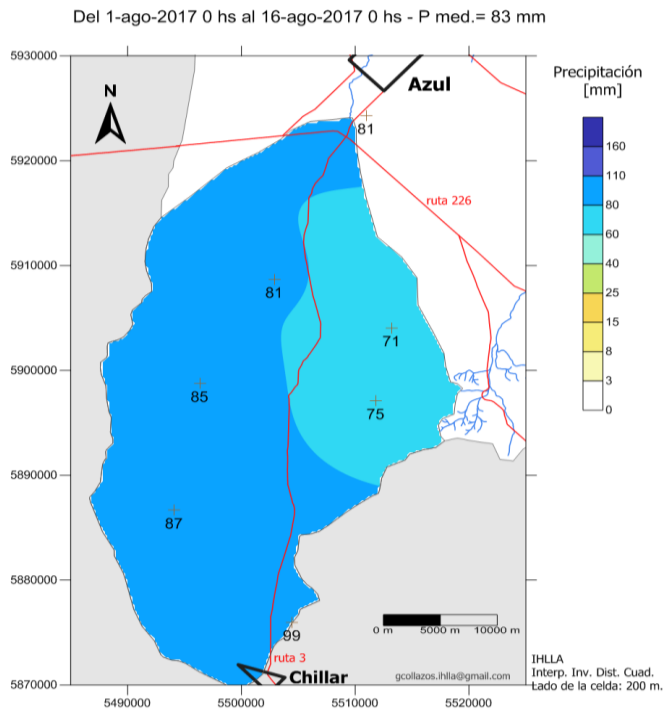 Del 1-ago-2017 0 hs al 16-ago-2017 0 hs - P med.= 83 mm
5930000
5920000
5910000
5900000
5890000
5880000
5870000
5490000
5500000
5510000
5520000
N
Azul
81
ruta 226
81
71
85
75
87
99
ruta 3
Chillar
0 m
5000 m
10000 m
gcollazos.ihlla@gmail.com
Precipitación
[mm]
160
110
80
60
40
25
15
8
3
0
IHLLA
Interp. Inv. Dist. Cuad.
Lado de la celda: 200 m.